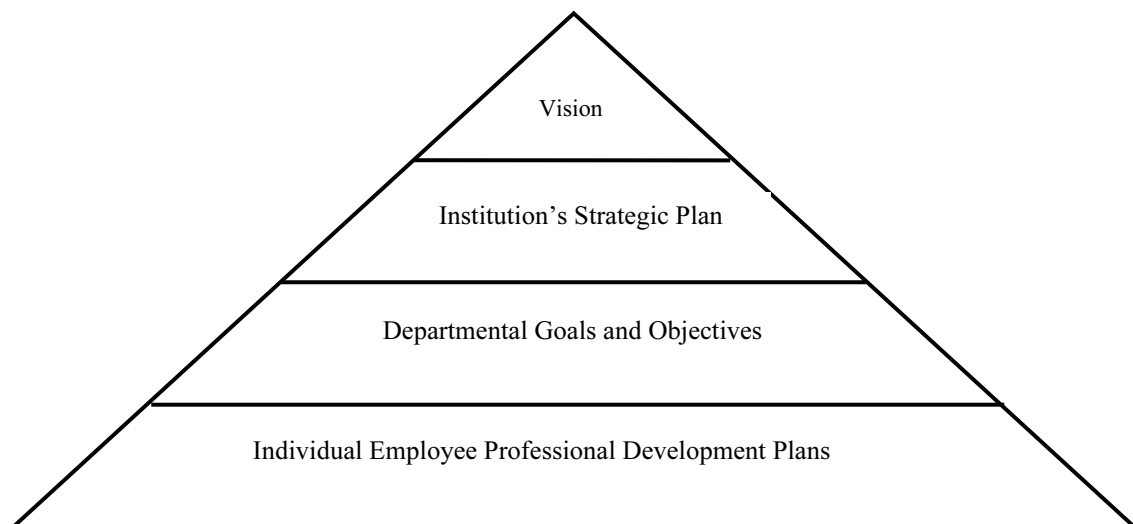 Vision
Institution’s Strategic Plan
Departmental Goals and Objectives
Individual Employee Professional Development Plans